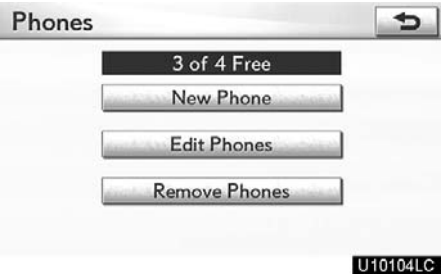 Phones
3 of 4 Free
New Phone
Edit Phones
Remove Phones
U10104LC